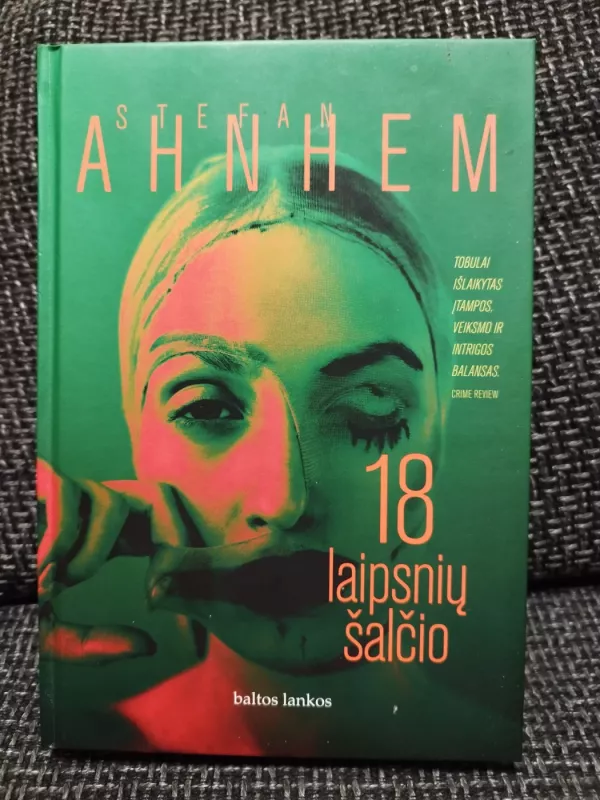 STEFAN
AHNHEM
TOBULAI
IŠLAIKYTAS
ĮTAMPOS,
VEIKSMO IR
INTRIGOS
BALANSAS.
CRIME REVIEW
18
laipsnių
šalčio
baltos lankos